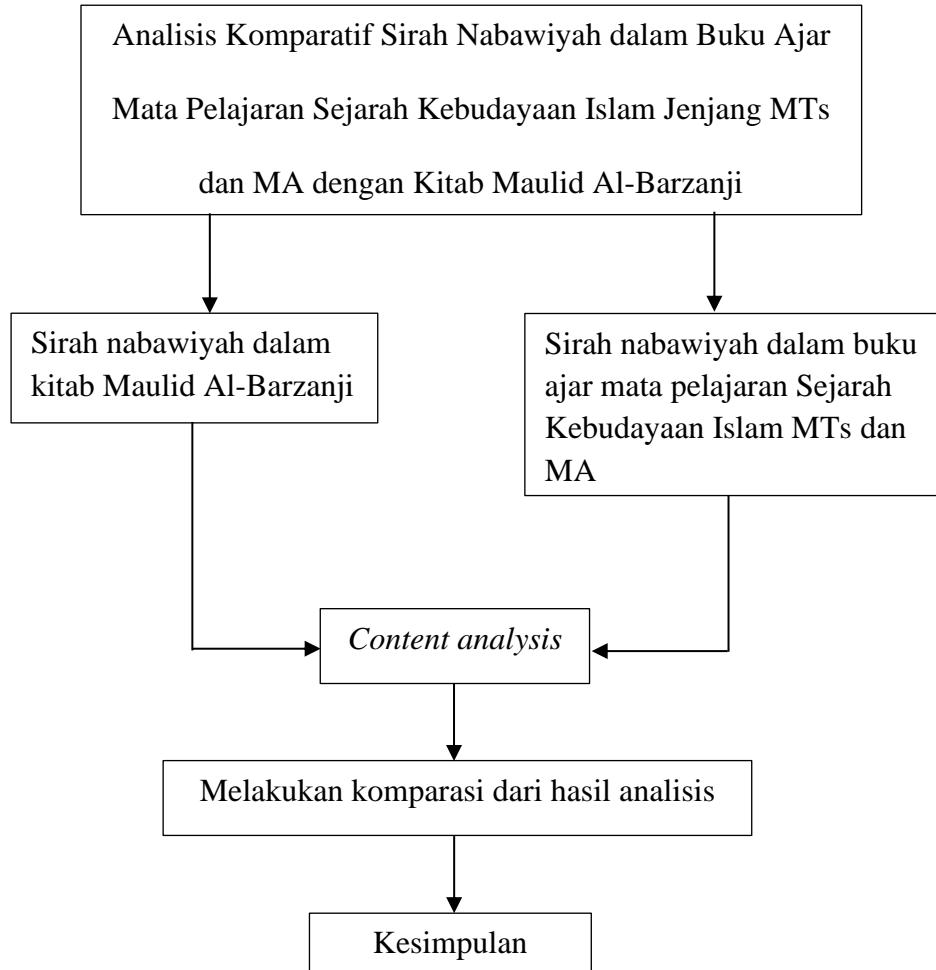 Analisis Komparatif Sirah Nabawiyah dalam Buku Ajar
Mata Pelajaran Sejarah Kebudayaan Islam Jenjang MTs
dan MA dengan Kitab Maulid Al-Barzanji
Sirah nabawiyah dalam
kitab Maulid Al-Barzanji
Sirah nabawiyah dalam buku
ajar mata pelajaran Sejarah
Kebudayaan Islam MTs dan
MA
Content analysis
Melakukan komparasi dari hasil analisis
Kesimpulan